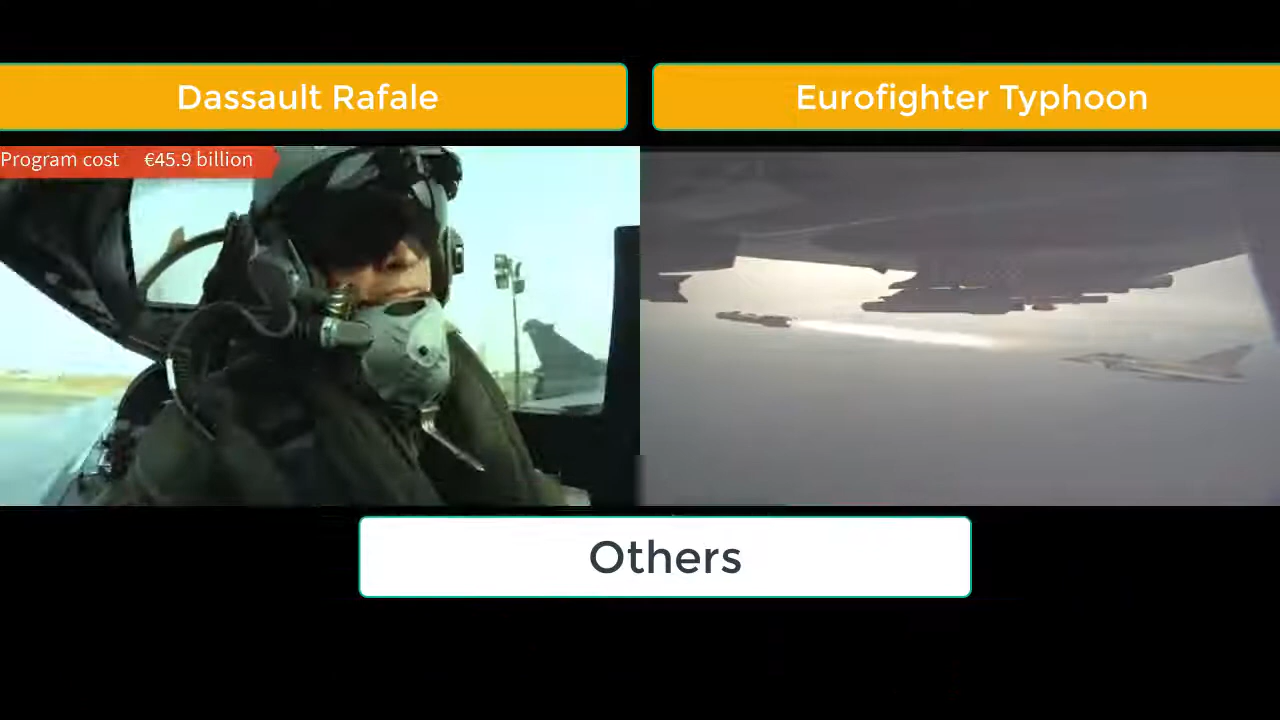 Dassault Rafale
Eurofighter Typhoon
Program cost €45.9 billion
Others